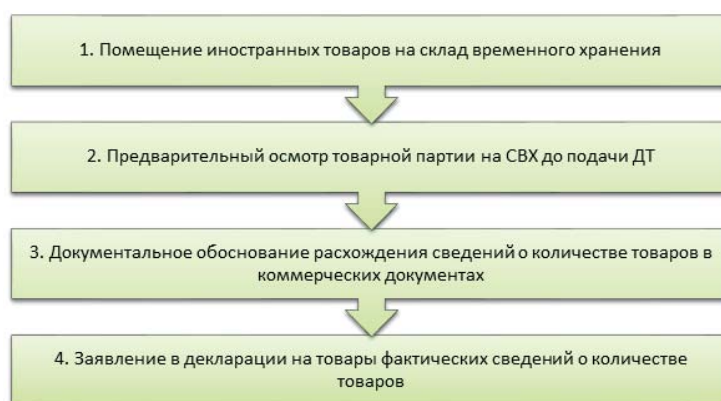 1. Помещение иностранных товаров на склад временного хранения
2. Предварительный осмотр товарной партии на СВХ до подачи ДТ
3. Документальное обоснование расхождения сведений о количестве товаров в
коммерческих документах
4. Заявление в декларации на товары фактических сведений о количестве
товаров